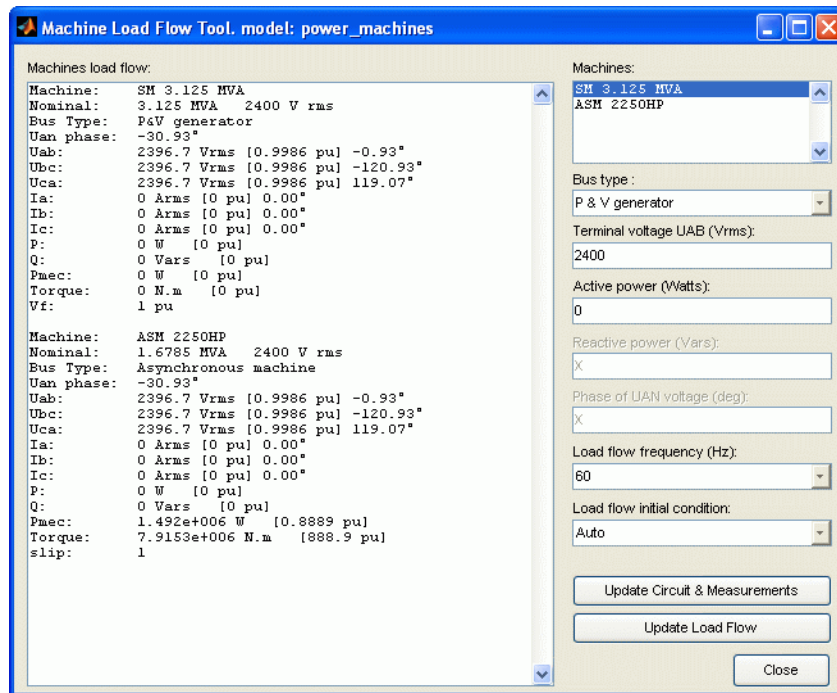 Machine Load Flow Tool. model: power_machines
Machines load flow:
Machine: SM 3.125 MVA
Nominal: 3.125 MVA 2400 V rms
Bus Type: P&V generator
Uan phase: -30.93°
Uab: 2396.7 Vrms [0.9986 pu] -0.93°
Ubc: 2396.7 Vrms [0.9986 pu] -120.93°
Uca: 2396.7 Vrms [0.9986 pu] 119.07°
Ia: 0 Arms [0 pu] 0.00°
Ib: 0 Arms [0 pu] 0.00°
Ic: 0 Arms [0 pu] 0.00°
P: 0 W [0 pu]
Q: 0 Vars [0 pu]
Pmec: 0 W [0 pu]
Torque: 0 N.m [0 pu]
Vf: 1 pu
Machine: ASM 2250HP
Nominal: 1.6785 MVA 2400 V rms
Bus Type: Asynchronous machine
Uan phase: -30.93°
Uab: 2396.7 Vrms [0.9986 pu] -0.93°
Ubc: 2396.7 Vrms [0.9986 pu] -120.93°
Uca: 2396.7 Vrms [0.9986 pu] 119.07°
Ia: 0 Arms [0 pu] 0.00°
Ib: 0 Arms [0 pu] 0.00°
Ic: 0 Arms [0 pu] 0.00°
P: 0 W [0 pu]
Q: 0 Vars [0 pu]
Pmec: 1.492e+006 W [0.8889 pu]
Torque: 7.9153e+006 N.m [888.9 pu]
slip: 1
Machines:
SM 3.125 MVA
ASM 2250HP
Bus type :
P & V generator
Terminal voltage UAB (Vrms):
2400
Active power (Watts):
0
Reactive power (Vars):
X
Phase of UAN voltage (deg):
X
Load flow frequency (Hz):
60
Load flow initial condition:
Auto
Update Circuit & Measurements
Update Load Flow
Close